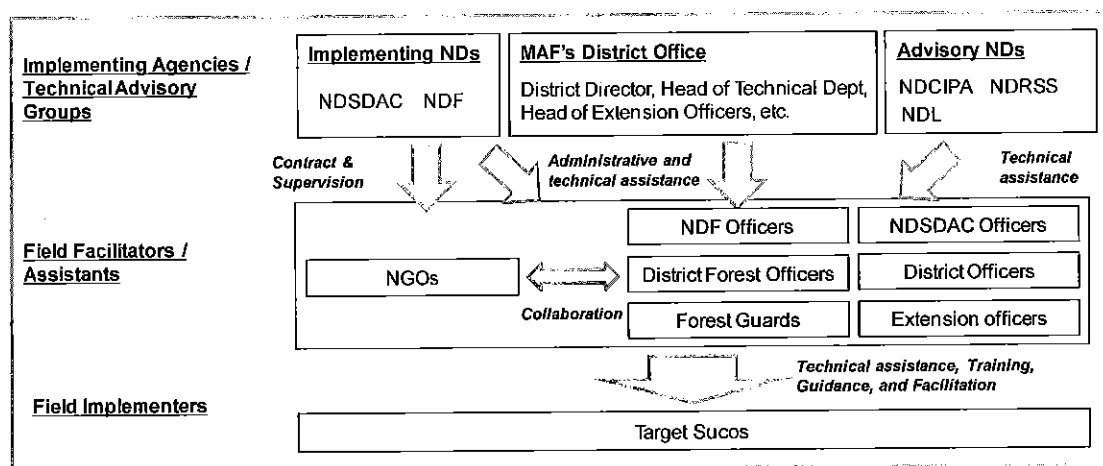 Implementing Agencies /
Technical Advisory
Groups
Implementing NDs
NDSDAC NDF
MAF's District Office
District Director, Head of Technical Dept,
Head of Extension Officers, etc.
Advisory NDs
NDCIPA NDRSS
NDL
Contract &
Supervision
Administrative and
technical assistance
Technical
assistance
Field Facilitators /
Assistants
NGOs
Collaboration
NDF Officers
District Forest Officers
Forest Guards
NDSDAC Officers
District Officers
Extension officers
Technical assistance, Training,
Guidance, and Facilitation
Field Implementers
Target Sucos